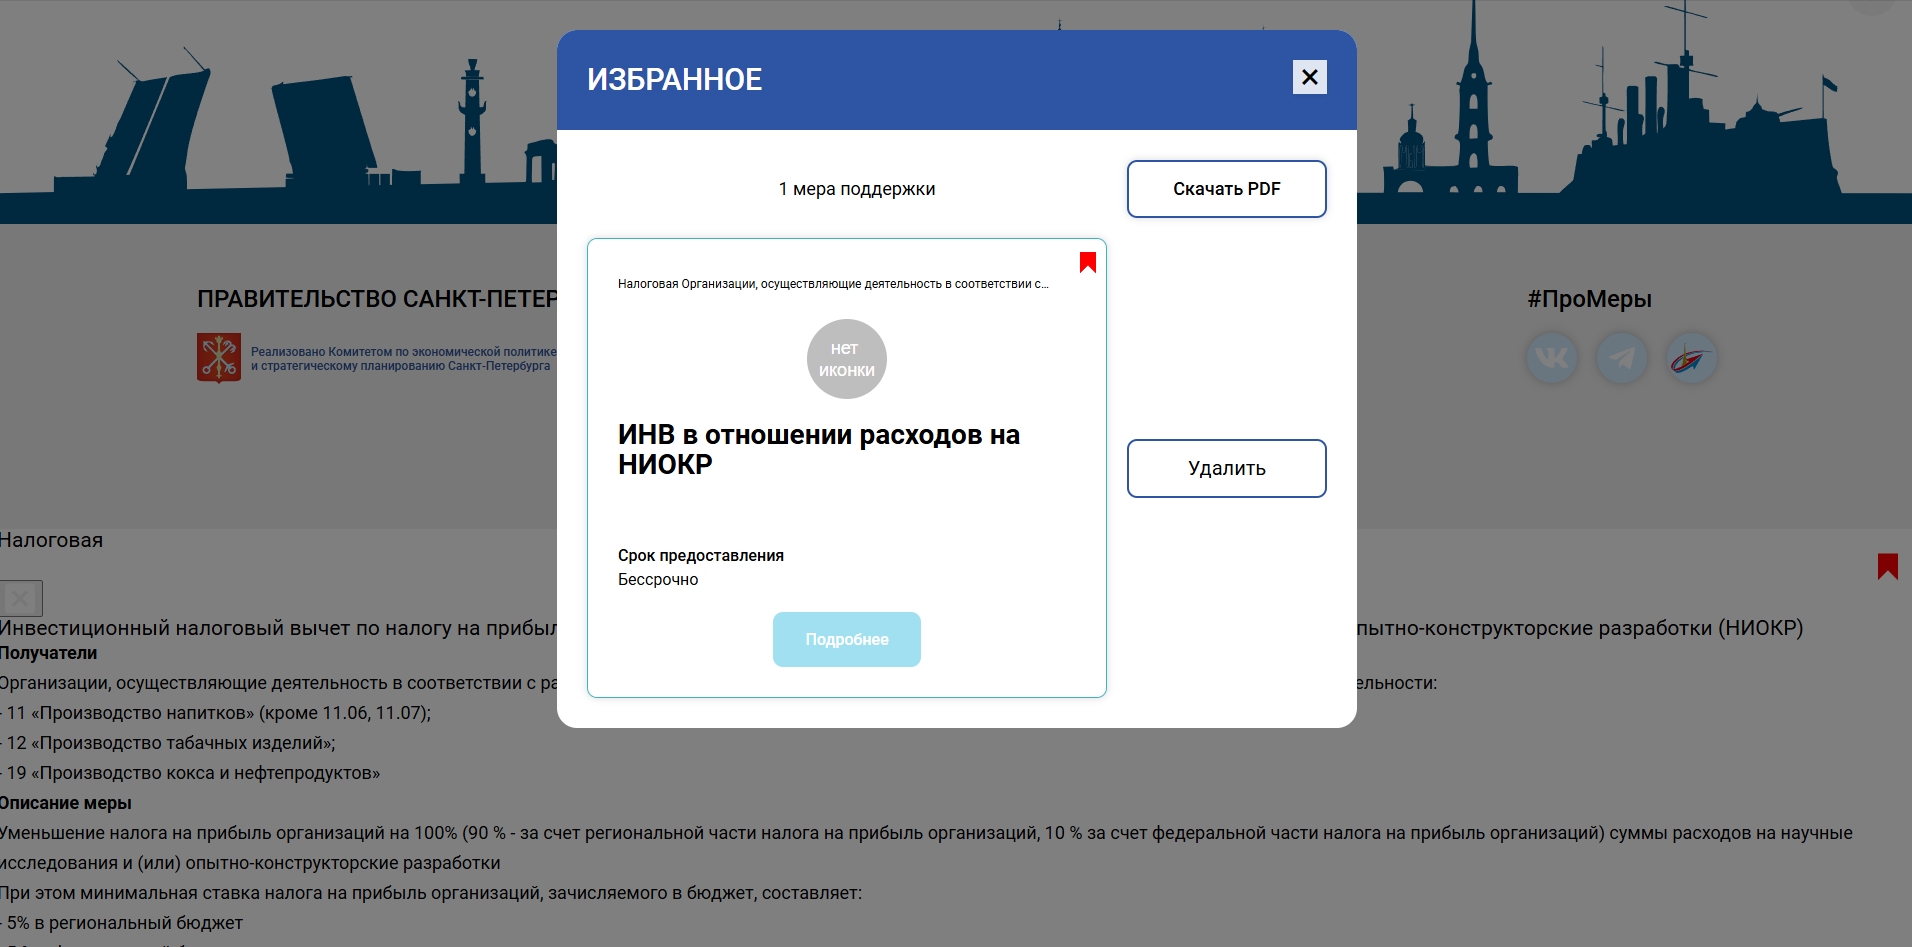 ИЗБРАННОЕ
1 мера поддержки
Скачать PDF
Налоговая Организации, осуществляющие деятельность в соответствии с...
нет
иконки
ИНВ в отношении расходов на
НИОКР
Срок предоставления
Бессрочно
Подробнее
Удалить
ПРАВИТЕЛЬСТВО САНКТ-ПЕТЕР
Реализовано Комитетом по экономической политике
и стратегическому планированию Санкт-Петербурга
#ПроМеры
Налоговая
Инвестиционный налоговый вычет по налогу на прибыл
пытно-конструкторские разработки (НИОКР)
Получатели
Организации, осуществляющие деятельность в соответствии с ра
ельности:
- 11 «Производство напитков» (кроме 11.06, 11.07);
- 12 «Производство табачных изделий»;
- 19 «Производство кокса и нефтепродуктов»
Описание меры
Уменьшение налога на прибыль организаций на 100% (90 % - за счет региональной части налога на прибыль организаций, 10 % за счет федеральной части налога на прибыль организаций) суммы расходов на научные
исследования и (или) опытно-конструкторские разработки
При этом минимальная ставка налога на прибыль организаций, зачисляемого в бюджет, составляет:
- 5% в региональный бюджет